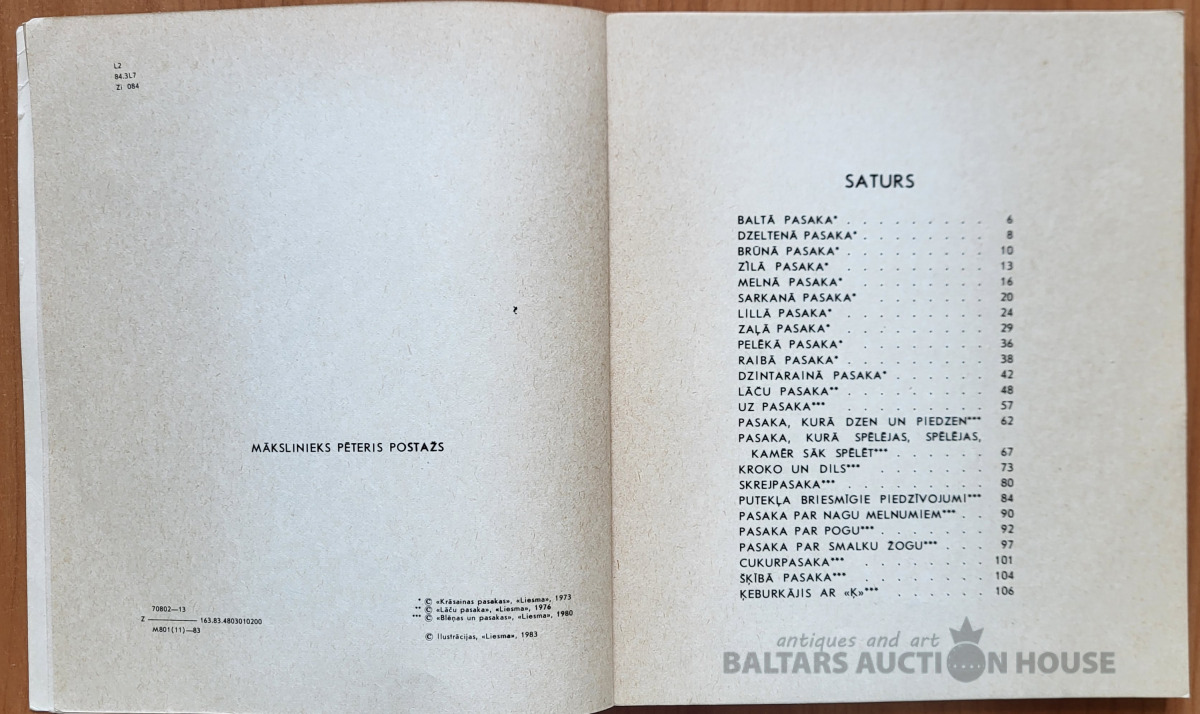 L2
84.3L7
Zi 084
MĀKSLINIEKS PĒTERIS POSTAŽS
70802—13
Z 163.83.4803010200
M801(11)—83
* © «Krāsainas pasakas», «Liesma», 1973
** © «Lāču pasaka», «Liesma», 1976
*** © «Blēņas un pasakas», «Liesma», 1980
© Ilustrācijas, «Liesma», 1983
SATURS
BALTĀ PASAKA* . . . . . . . . . 6
DZELTENĀ PASAKA* . . . . . . . . 8
BRŪNĀ PASAKA* . . . . . . . . . 10
ZĪLĀ PASAKA* . . . . . . . . . 13
MELNĀ PASAKA* . . . . . . . . 16
SARKANĀ PASAKA* . . . . . . . . 20
LILLĀ PASAKA* . . . . . . . . . 24
ZAĻĀ PASAKA* . . . . . . . . . 29
PELĒKĀ PASAKA* . . . . . . . . 36
RAIBĀ PASAKA* . . . . . . . . . 38
DZINTARAINĀ PASAKA* . . . . . . 42
LĀČU PASAKA** . . . . . . . . . 48
UZ PASAKA*** . . . . . . . . . 57
PASAKA, KURĀ DZEN UN PIEDZEN*** 62
PASAKA, KURĀ SPĒLĒJAS, SPĒLĒJAS,
KAMĒR SĀK SPĒLĒT*** . . . . . . 67
KROKO UN DILS*** . . . . . . . . 73
SKREJPASAKA*** . . . . . . . . . 80
PUTEKĻA BRIESMĪGIE PIEDZĪVOJUMI*** 84
PASAKA PAR NAGU MELNUMIEM*** . . 90
PASAKA PAR POGU*** . . . . . . . 92
PASAKA PAR SMALKU ŽOGU*** . . . 97
CUKURPASAKA*** . . . . . . . . 101
ŠĶĪBĀ PASAKA*** . . . . . . . . 104
ĶEBURKĀJIS AR «Ķ»*** . . . . . . 106
antiques and art
BALTARS AUCTION HOUSE